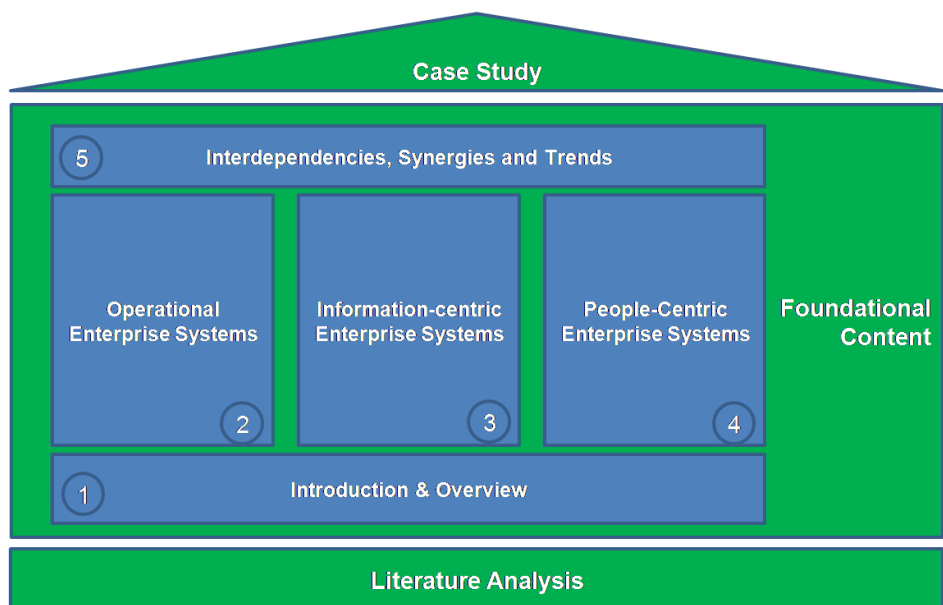 Case Study
5
Interdependencies, Synergies and Trends
Operational
Enterprise Systems
2
Information-centric
Enterprise Systems
3
People-Centric
Enterprise Systems
4
Foundational
Content
1
Introduction & Overview
Literature Analysis